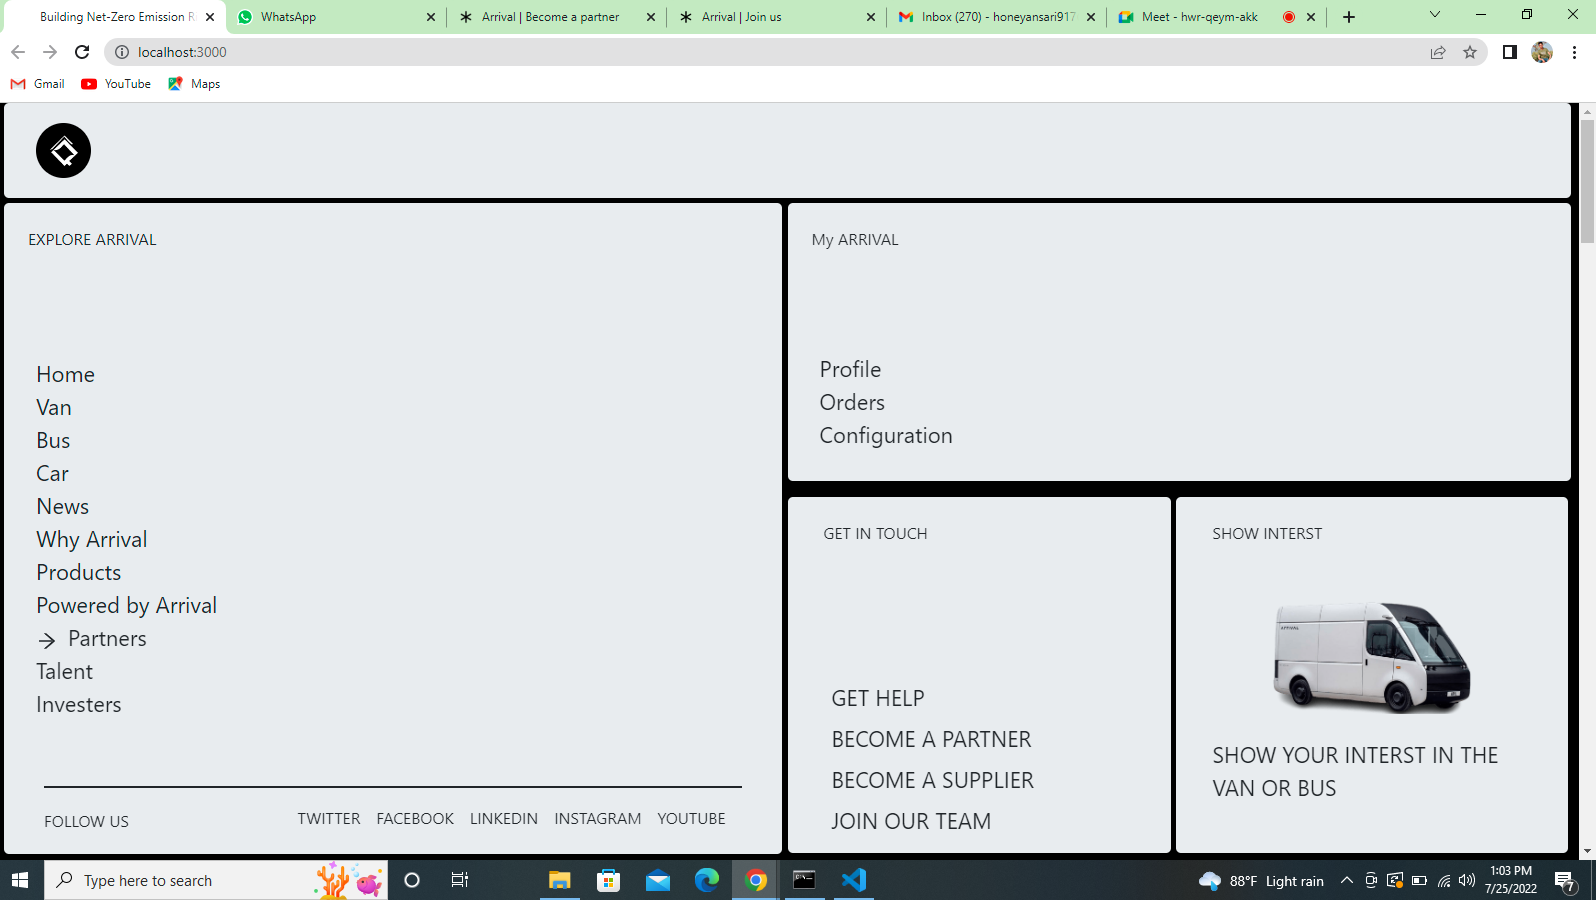 Building Net-Zero Emission R
WhatsApp
Arrival | Become a partner
Arrival | Join us
Inbox (270) - honeyansari917
Meet - hwr-qeym-akk
localhost:3000
Gmail
YouTube
Maps
EXPLORE ARRIVAL
Home
Van
Bus
Car
News
Why Arrival
Products
Powered by Arrival
→ Partners
Talent
Investers
FOLLOW US
TWITTER FACEBOOK LINKEDIN INSTAGRAM YOUTUBE
My ARRIVAL
Profile
Orders
Configuration
GET IN TOUCH
GET HELP
BECOME A PARTNER
BECOME A SUPPLIER
JOIN OUR TEAM
SHOW INTERST
ARRIVAL
SHOW YOUR INTERST IN THE
VAN OR BUS
Type here to search
88°F Light rain
1:03 PM
7/25/2022
7